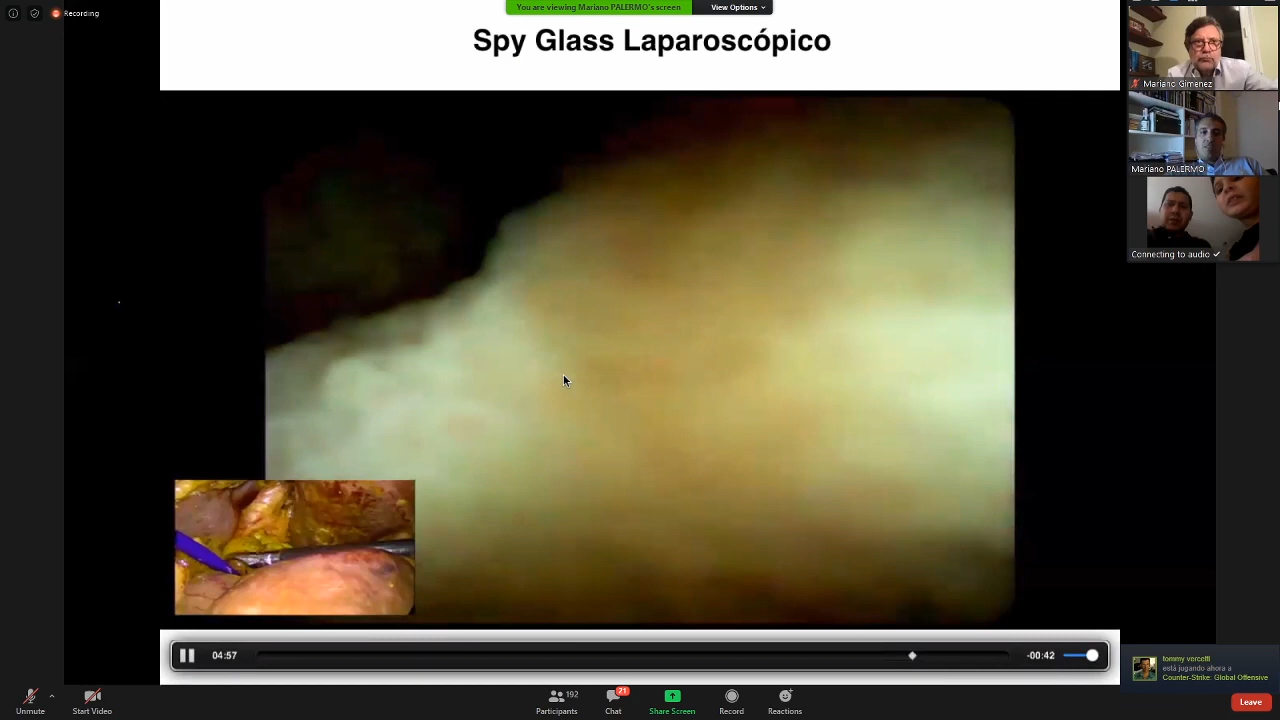 Recording
You are viewing Mariano PALERMO's screen
View Options
Spy Glass Laparoscópico
Mariano Gimenez
Mariano PALERMO
Connecting to audio
04:57
-00:42
tommy vercetti
está jugando ahora a
Counter-Strike: Global Offensive
Unmute
Start Video
Participants
192
Chat
21
Share Screen
Record
Reactions
Leave